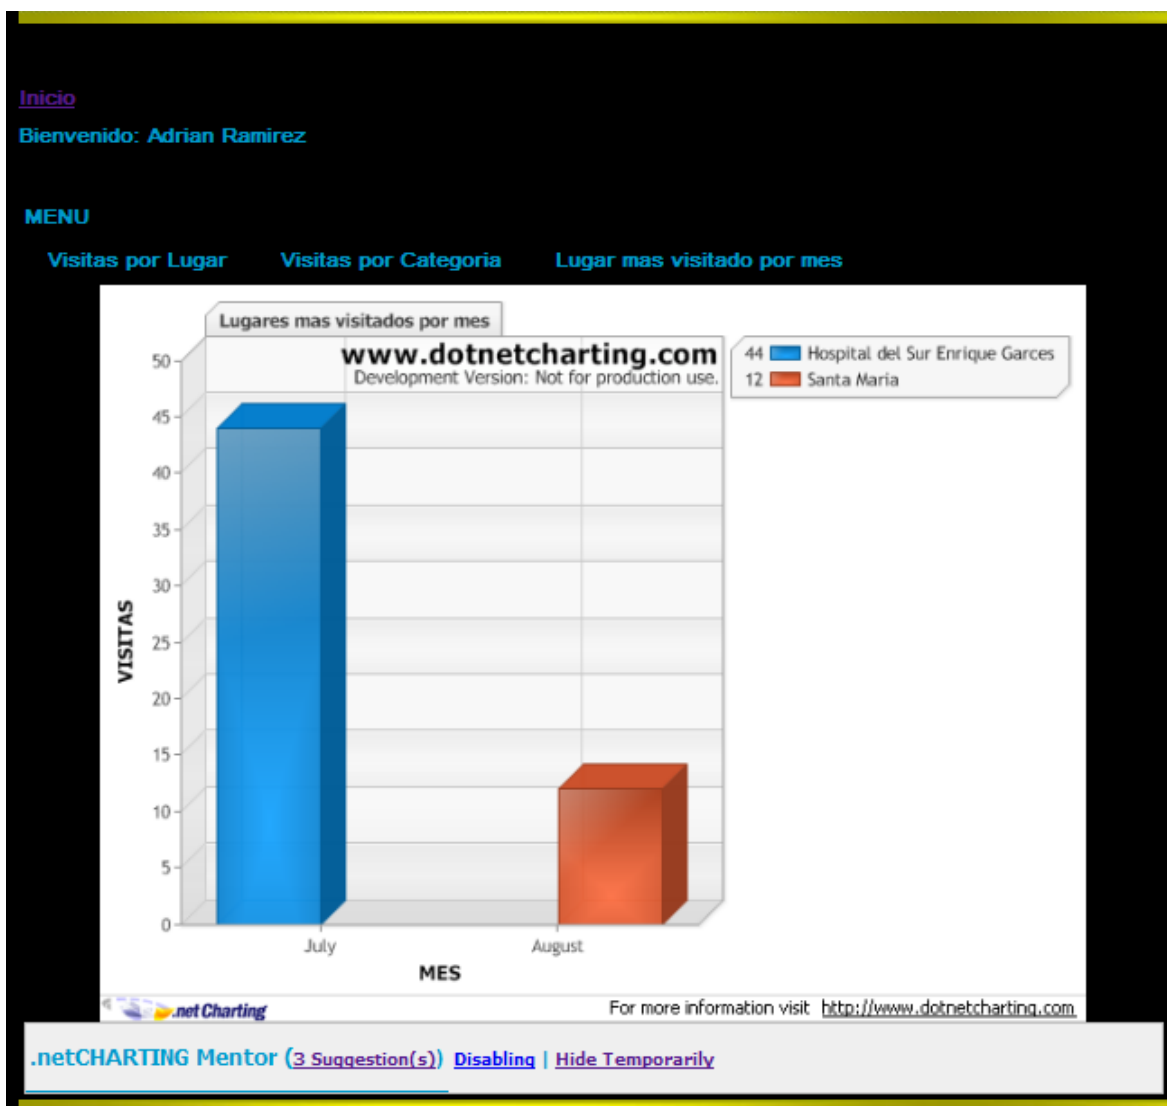 Inicio
Bienvenido: Adrian Ramirez
MENU
Visitas por Lugar Visitas por Categoria Lugar mas visitado por mes
Lugares mas visitados por mes
www.dotnetcharting.com
Development Version: Not for production use.
44 Hospital del Sur Enrique Garces
12 Santa Maria
50
45
40
35
30
25
20
15
10
5
0
VISITAS
July August
MES
.net Charting
For more information visit http://www.dotnetcharting.com
.netCHARTING Mentor (3 Suggestion(s)) Disabling | Hide Temporarily